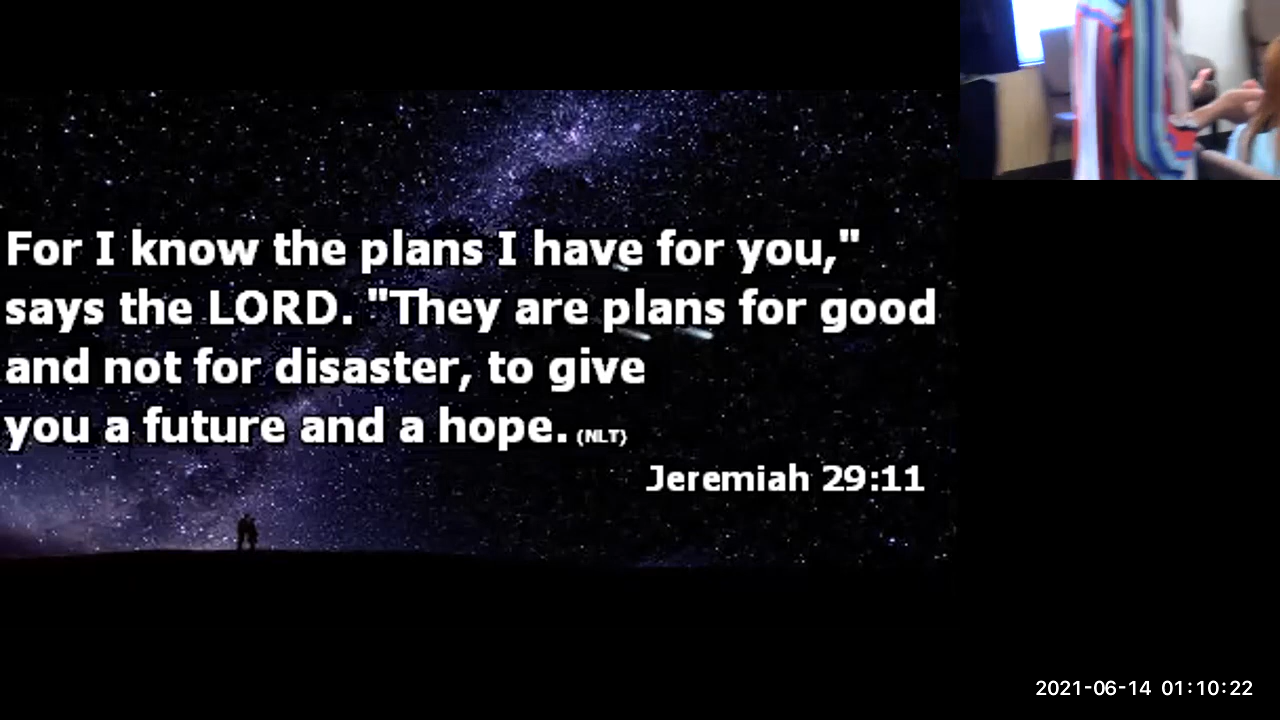 For I know the plans I have for you,"
says the LORD. "They are plans for good
and not for disaster, to give
you a future and a hope. (NLT)
Jeremiah 29:11
2021-06-14 01:10:22